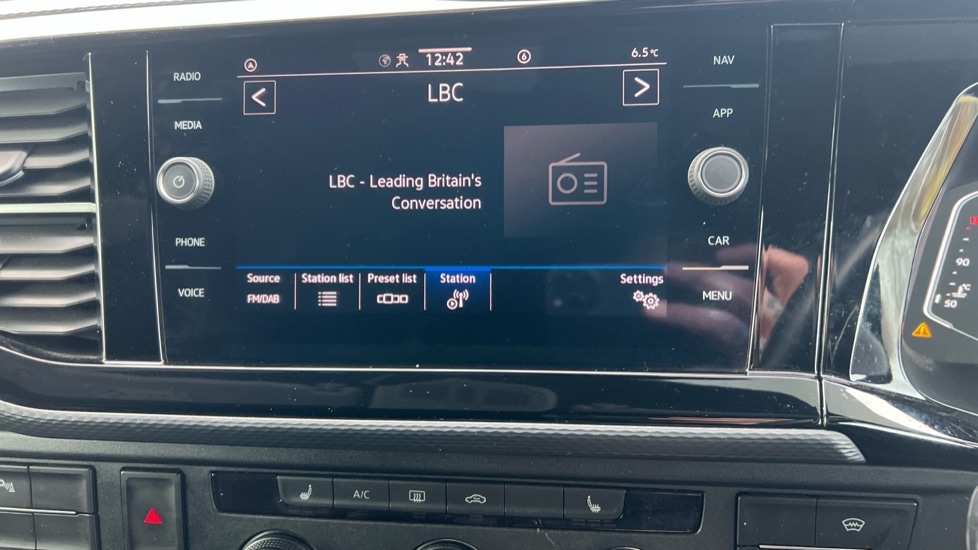 12:42
6
6.5°C
NAV
RADIO
LBC
APP
MEDIA
LBC - Leading Britain's
Conversation
PHONE
CAR
VOICE
Source
Station list
Preset list
Station
Settings
FM/DAB
MENU
90
°C
50
A/C